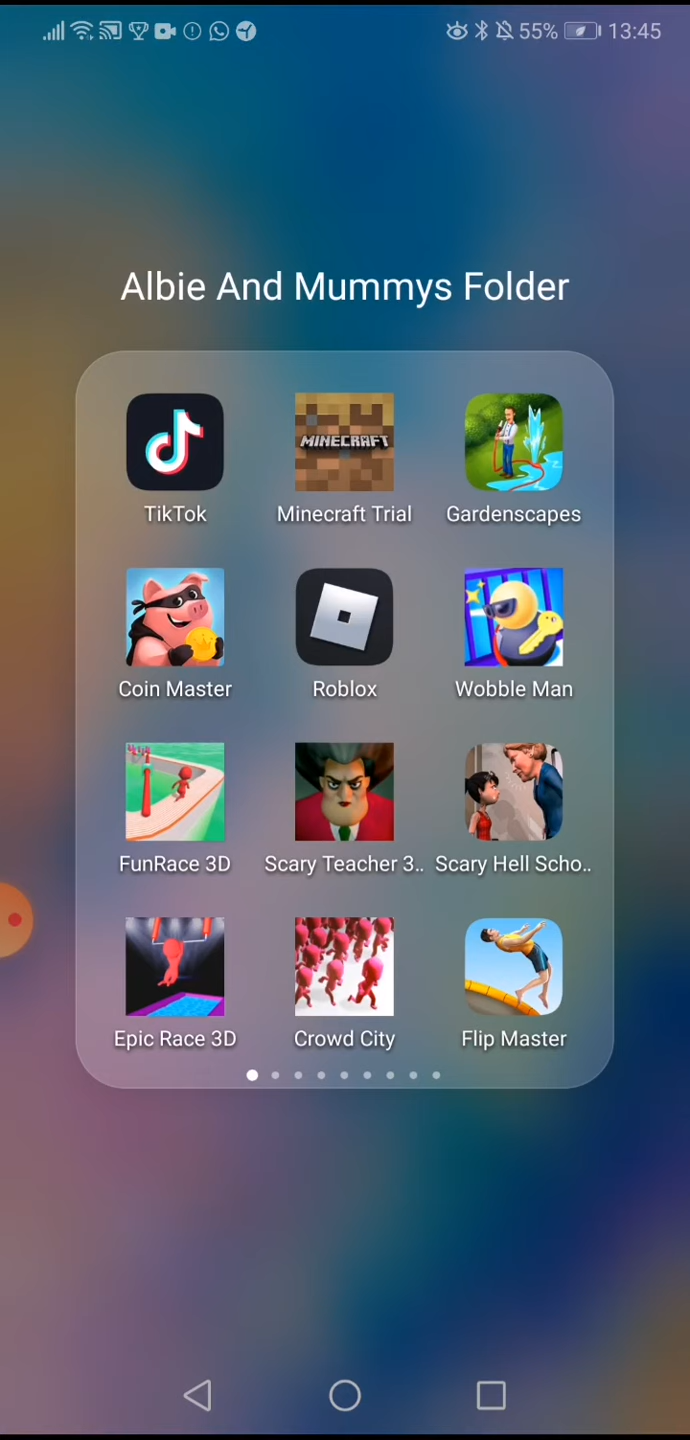 55% 13:45
Albie And Mummys Folder
MINECRAFT
TikTok Minecraft Trial Gardenscapes
Coin Master Roblox Wobble Man
FunRace 3D Scary Teacher 3.. Scary Hell Scho..
Epic Race 3D Crowd City Flip Master